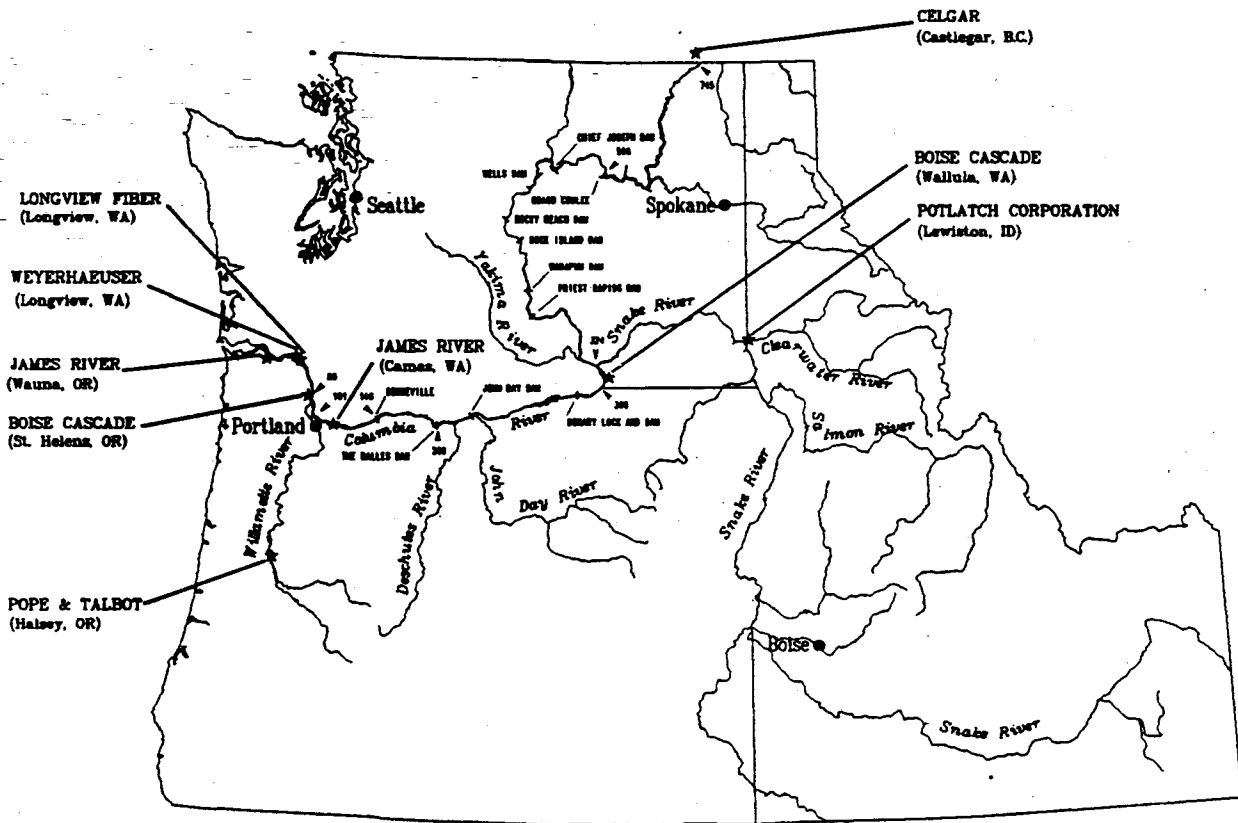 CELGAR
(Castlegar, B.C.)
745
CHIEF JOSEPH DAM
WELLS DAM
GRAND COULEE
BOISE CASCADE
(Wallula, WA)
LONGVIEW FIBER
(Longview, WA)
Seattle
Spokane
ROCKY REACH DAM
POTLATCH CORPORATION
(Lewiston, ID)
ROCK ISLAND DAM
WEYERHAEUSER
(Longview, WA)
WANAPUM DAM
PRIEST RAPIDS DAM
Yakima River
Snake River
324
JAMES RIVER
(Wauna, OR)
JAMES RIVER
(Camas, WA)
Clearwater River
BONNEVILLE
JOHN DAY DAM
101
146
BOISE CASCADE
(St. Helens, OR)
Portland
Columbia
River
MCNARY LOCK AND DAM
THE DALLES DAM
Salmon River
Willamette River
Deschutes River
John
Day River
Snake River
POPE & TALBOT
(Halsey, OR)
Boise
Snake River